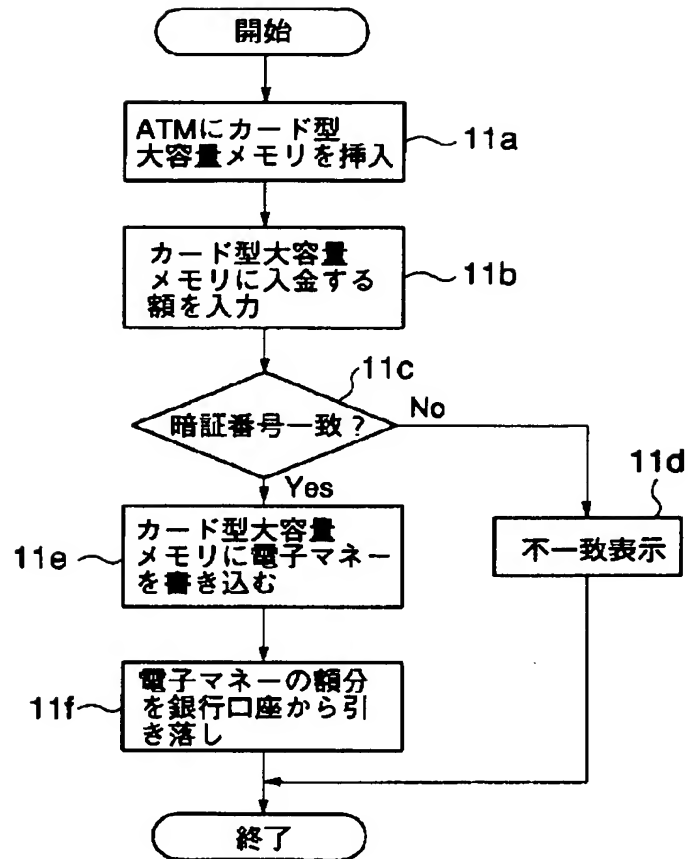 開始
ATMにカード型
大容量メモリを挿入
11a
カード型大容量
メモリに入金する
額を入力
11b
11c
暗証番号一致？
No
Yes
11d
不一致表示
カード型大容量
メモリに電子マネー
を書き込む
11e
電子マネーの額分
を銀行口座から引
き落し
11f
終了